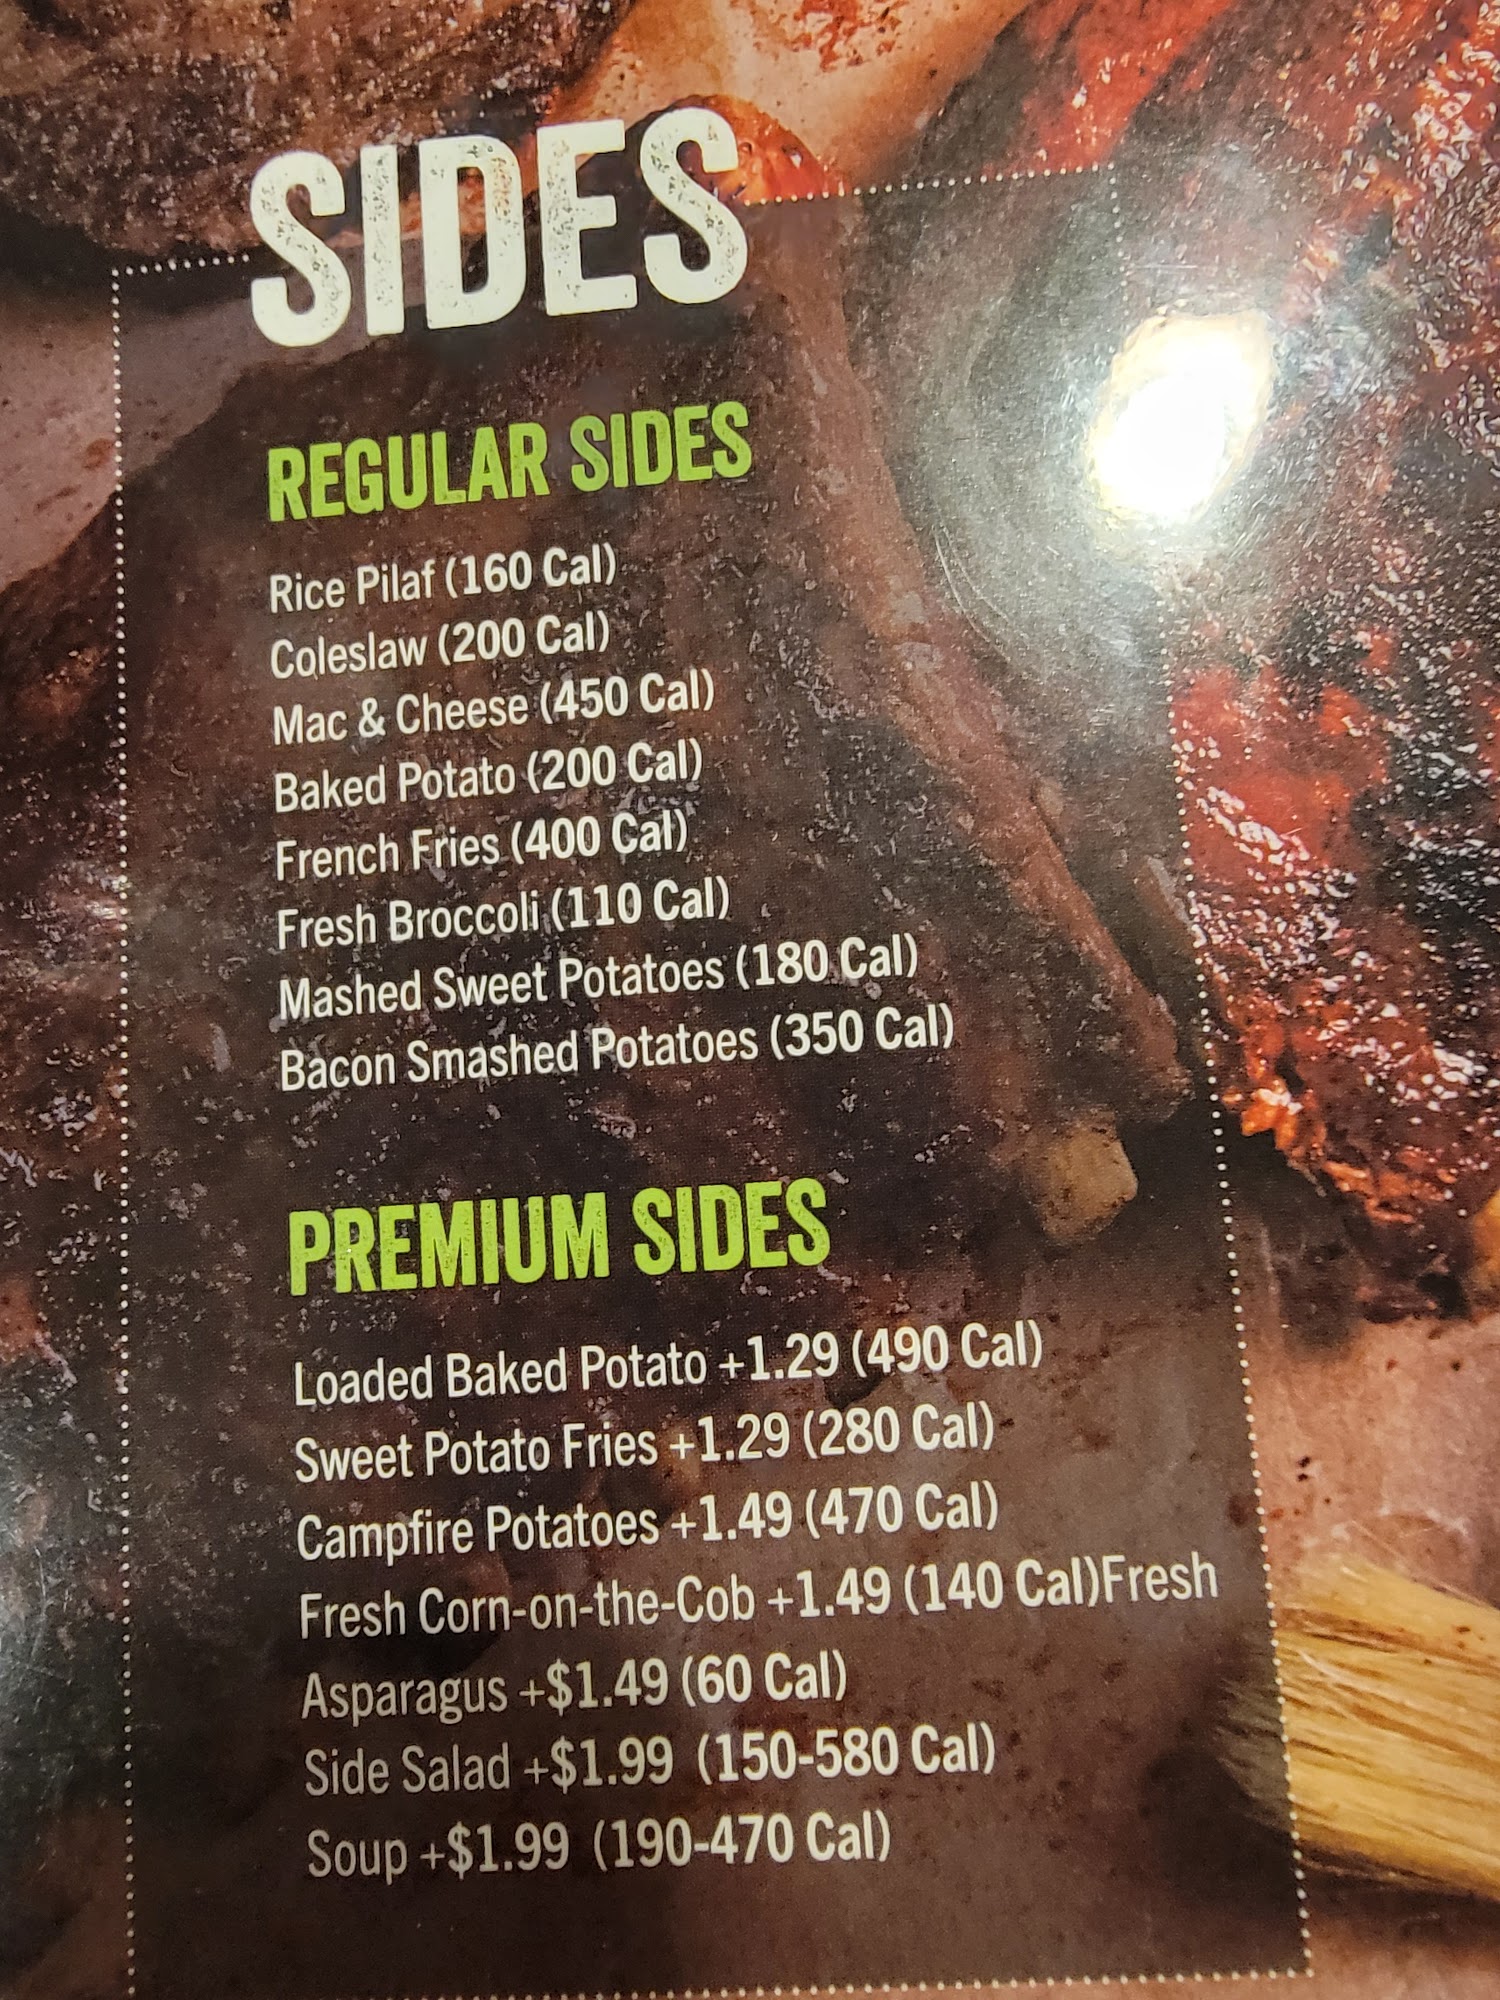 SIDES
REGULAR SIDES
Rice Pilaf (160 Cal)
Coleslaw (200 Cal)
Mac & Cheese (450 Cal)
Baked Potato (200 Cal)
French Fries (400 Cal)
Fresh Broccoli (110 Cal)
Mashed Sweet Potatoes (180 Cal)
Bacon Smashed Potatoes (350 Cal)
PREMIUM SIDES
Loaded Baked Potato +1.29 (490 Cal)
Sweet Potato Fries +1.29 (280 Cal)
Campfire Potatoes +1.49 (470 Cal)
Fresh Corn-on-the-Cob +1.49 (140 Cal)Fresh
Asparagus +$1.49 (60 Cal)
Side Salad +$1.99 (150-580 Cal)
Soup +$1.99 (190-470 Cal)